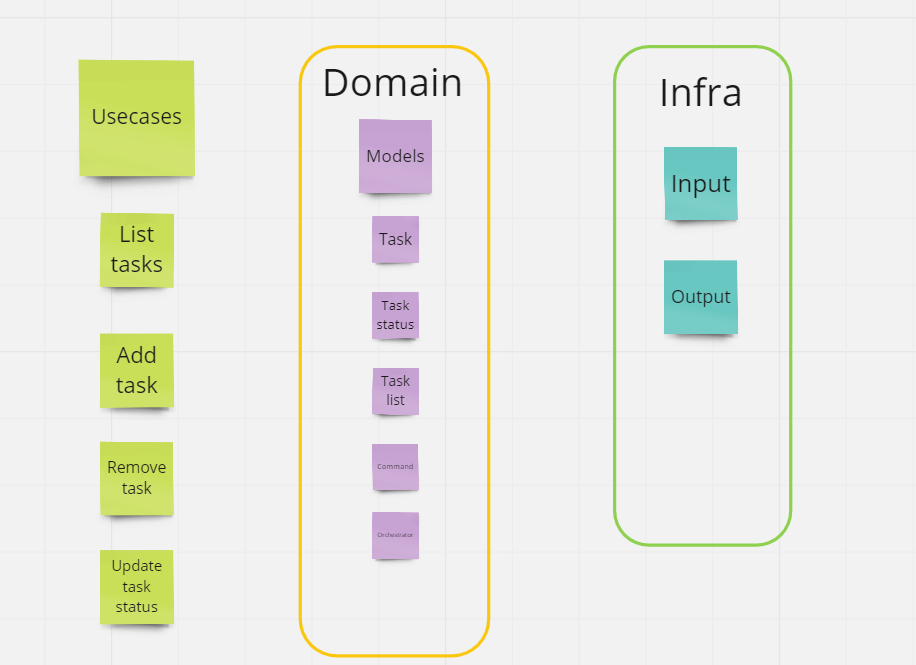 Usecases
List
tasks
Add
task
Remove
task
Update
task
status
Domain
Models
Task
Task
status
Task
list
Command
Orchestrator
Infra
Input
Output